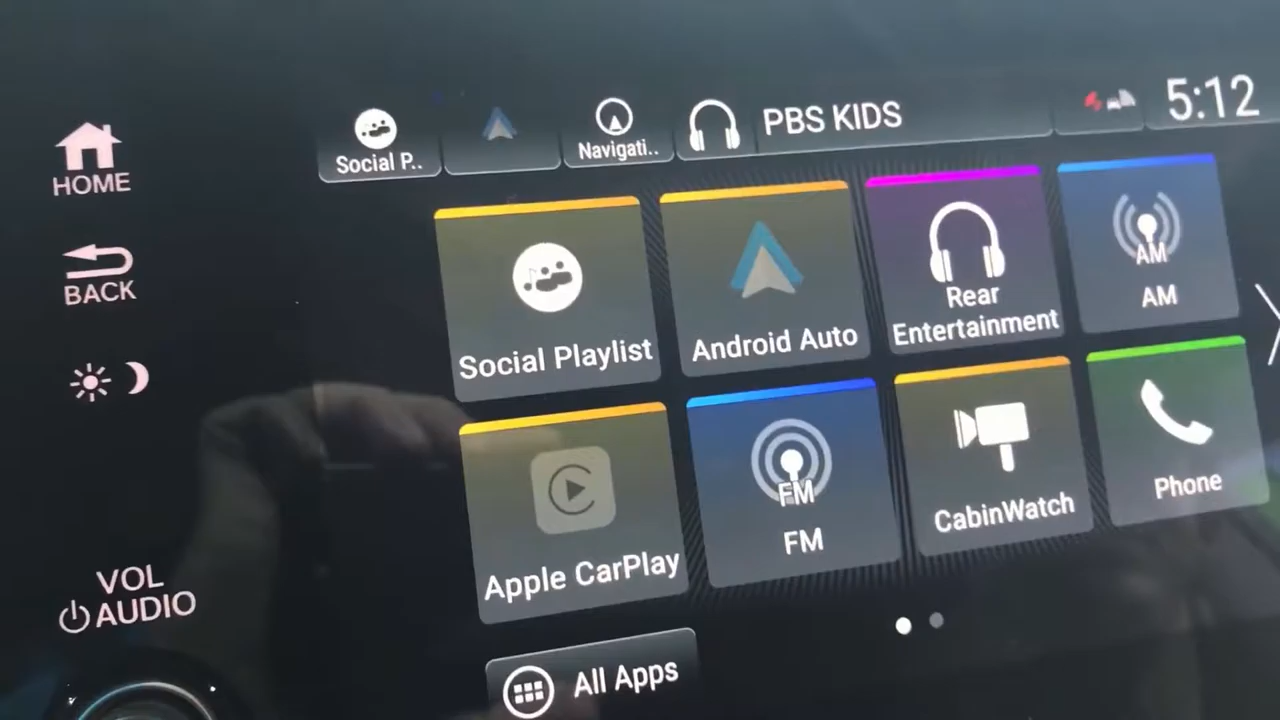 Social P..
Navigati..
PBS KIDS
5:12
HOME
BACK
VOL
AUDIO
Social Playlist
Android Auto
Rear
Entertainment
AM
AM
Apple CarPlay
FM
FM
CabinWatch
Phone
All Apps